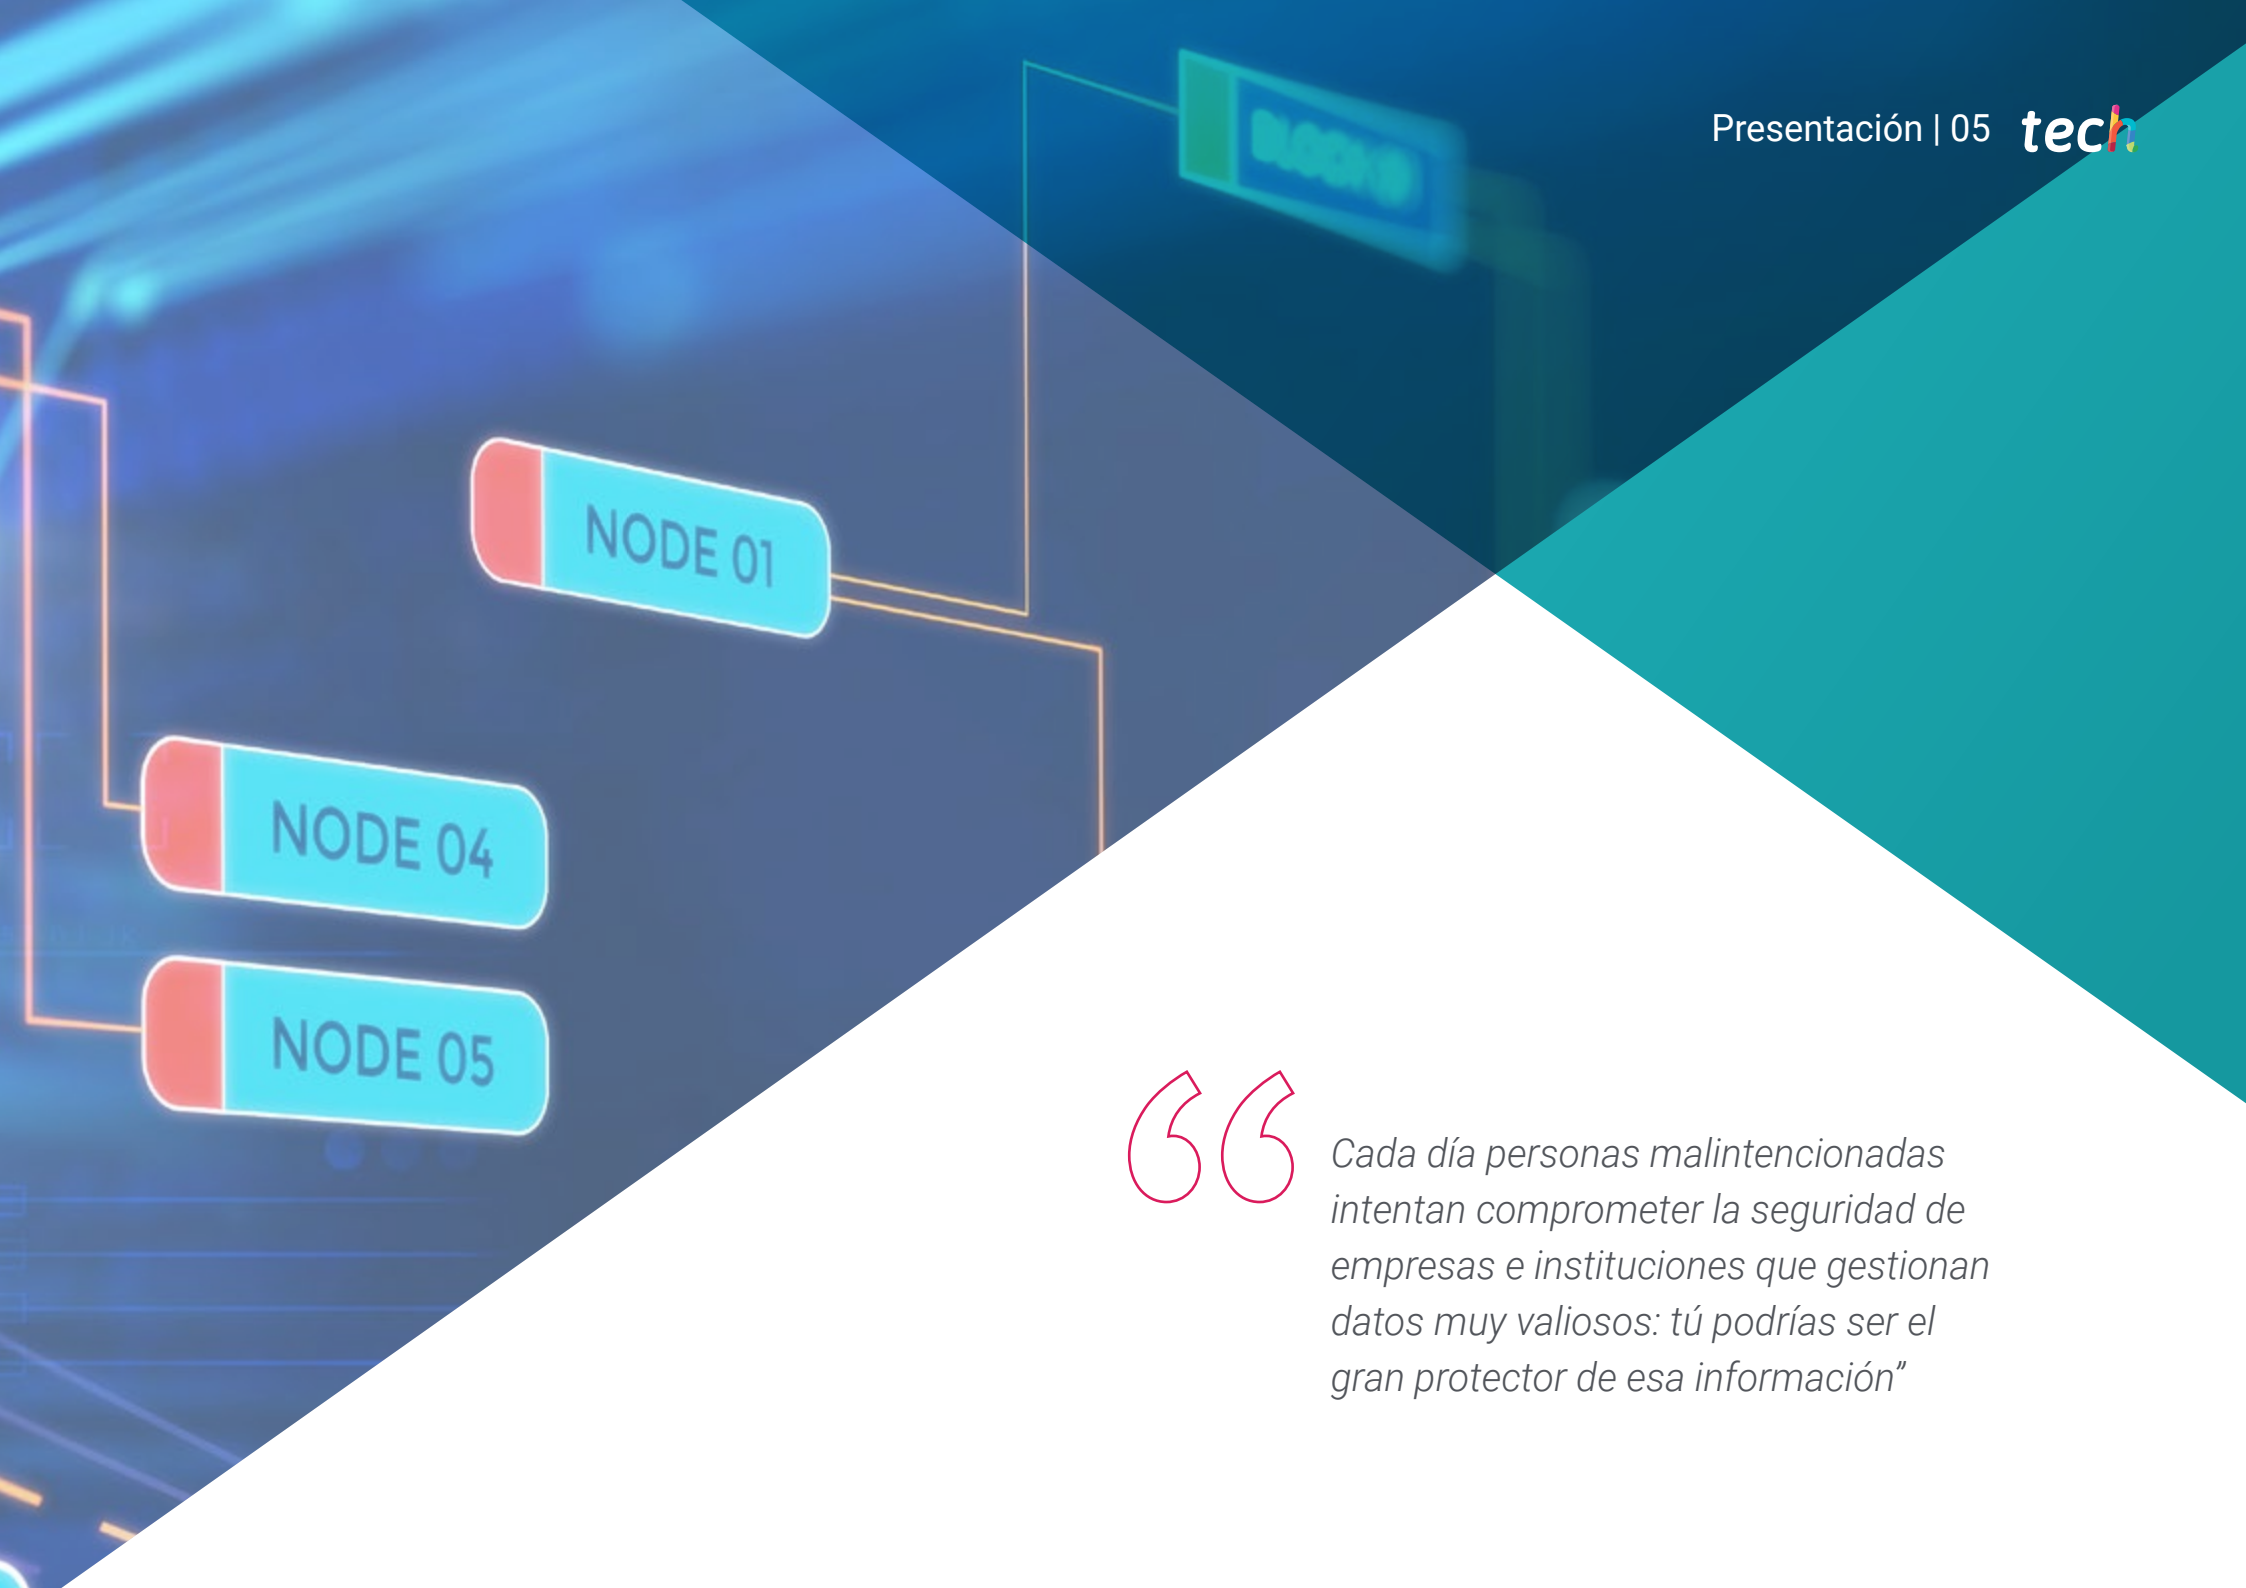 Presentación | 05 tech
NODE 01
NODE 04
NODE 05
Cada día personas malintencionadas
intentan comprometer la seguridad de
empresas e instituciones que gestionan
datos muy valiosos: tú podrías ser el
gran protector de esa información”